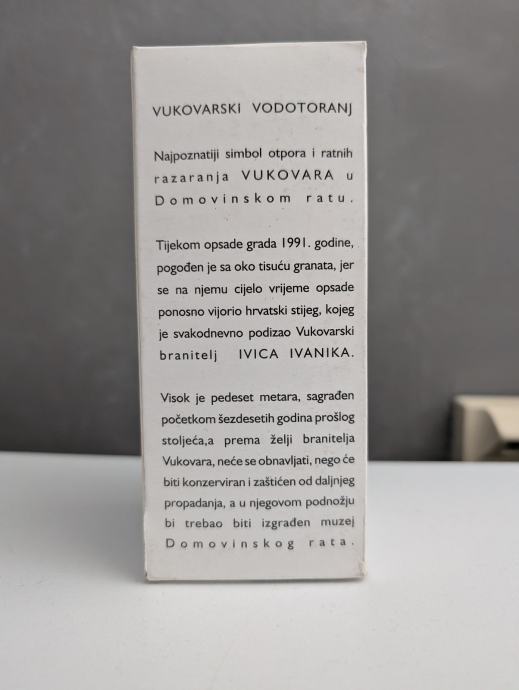 VUKOVARSKI VODOTORANJ
Najpoznatiji simbol otpora i ratnih
razaranja VUKOVARA u
Domovinskom ratu.
Tijekom opsade grada 1991. godine,
pogođen je sa oko tisuću granata, jer
se na njemu cijelo vrijeme opsade
ponosno vijorio hrvatski stijeg, kojeg
je svakodnevno podizao Vukovarski
branitelj IVICA IVANIKA.
Visok je pedeset metara, sagrađen
početkom šezdesetih godina prošlog
stoljeća,a prema želji branitelja
Vukovara, neće se obnavljati, nego će
biti konzerviran i zaštićen od daljnjeg
propadanja, a u njegovom podnožju
bi trebao biti izgrađen muzej
Domovinskog rata.